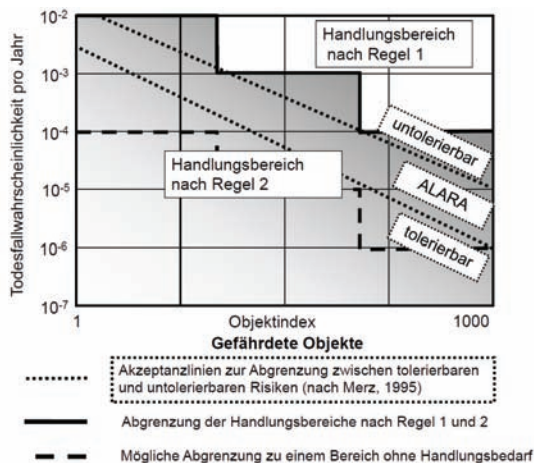 Todesfallwahrscheinlichkeit pro Jahr
10-2
10-3
10-4
10-5
10-6
10-7
Handlungsbereich
nach Regel 1
Handlungsbereich
nach Regel 2
untolerierbar
ALARA
tolerierbar
1 Objektindex 1000
Gefährdete Objekte
Akzeptanzlinien zur Abgrenzung zwischen tolerierbaren
und untolerierbaren Risiken (nach Merz, 1995)
Abgrenzung der Handlungsbereiche nach Regel 1 und 2
Mögliche Abgrenzung zu einem Bereich ohne Handlungsbedarf